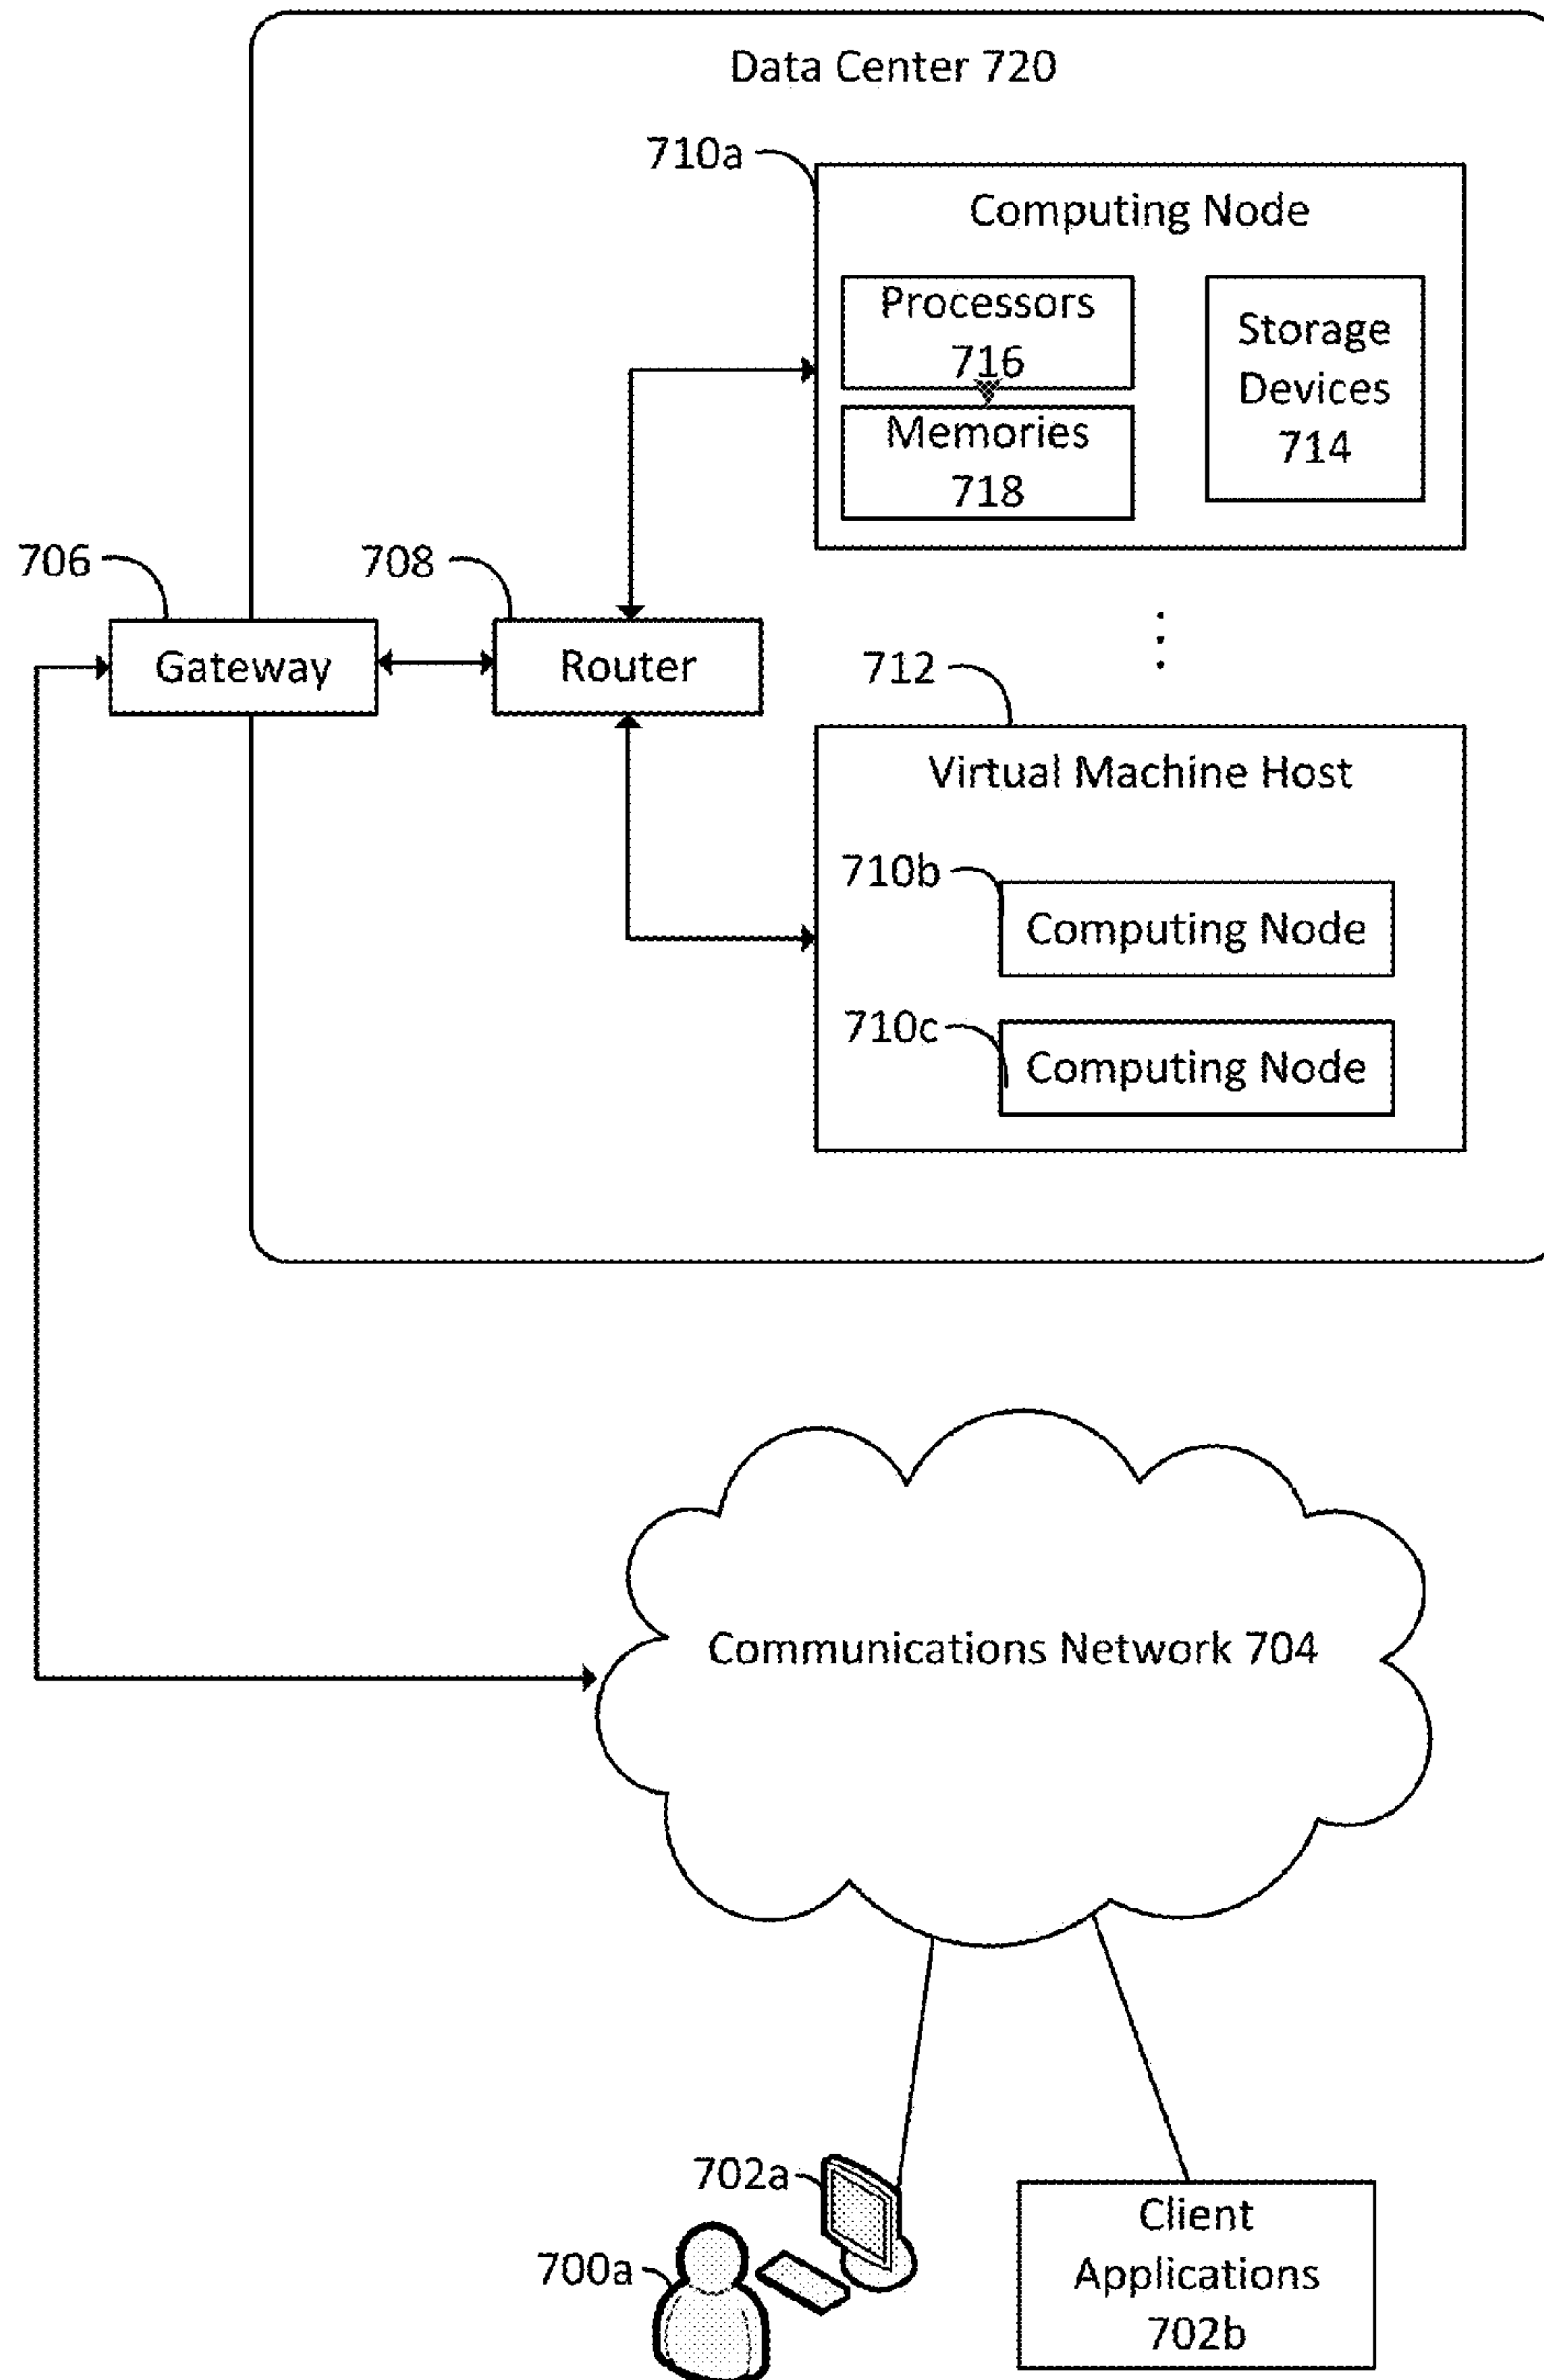 Data Center 720
710a
Computing Node
Processors
716
Memories
718
Storage
Devices
714
706
Gateway
708
Router
712
Virtual Machine Host
710b
Computing Node
710c
Computing Node
Communications Network 704
702a
700a
Client
Applications
702b